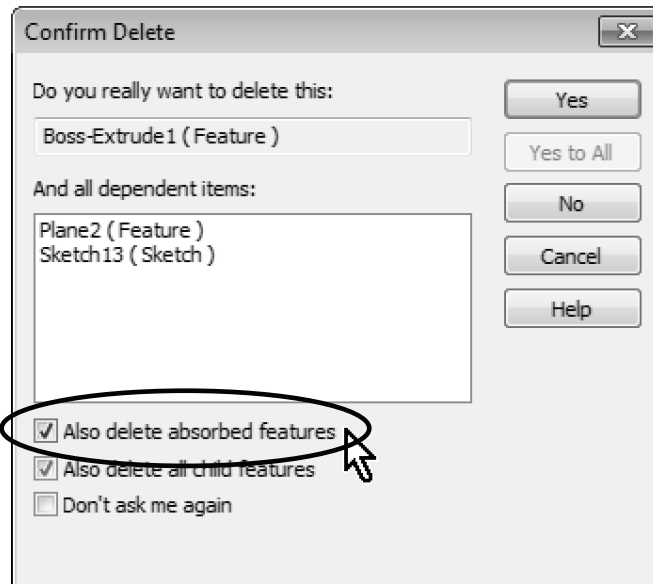 Confirm Delete
Do you really want to delete this:
Boss-Extrude1 ( Feature )
And all dependent items:
Plane2 ( Feature )
Sketch13 ( Sketch )
Also delete absorbed features
Also delete all child features
Don't ask me again
Yes
Yes to All
No
Cancel
Help